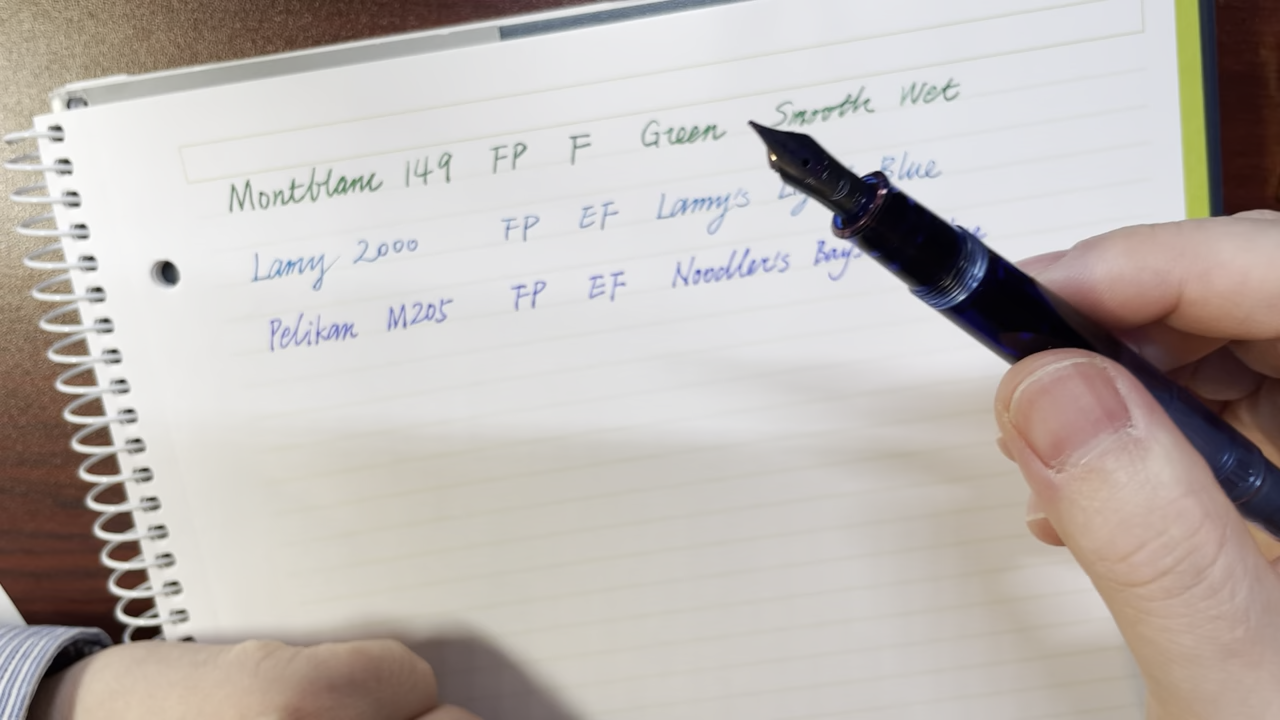 Montblanc 149 FP F Green Smooth Wet
Lamy 2000 FP EF Lamy's Blue
Pelikan M205 FP EF Noodler's